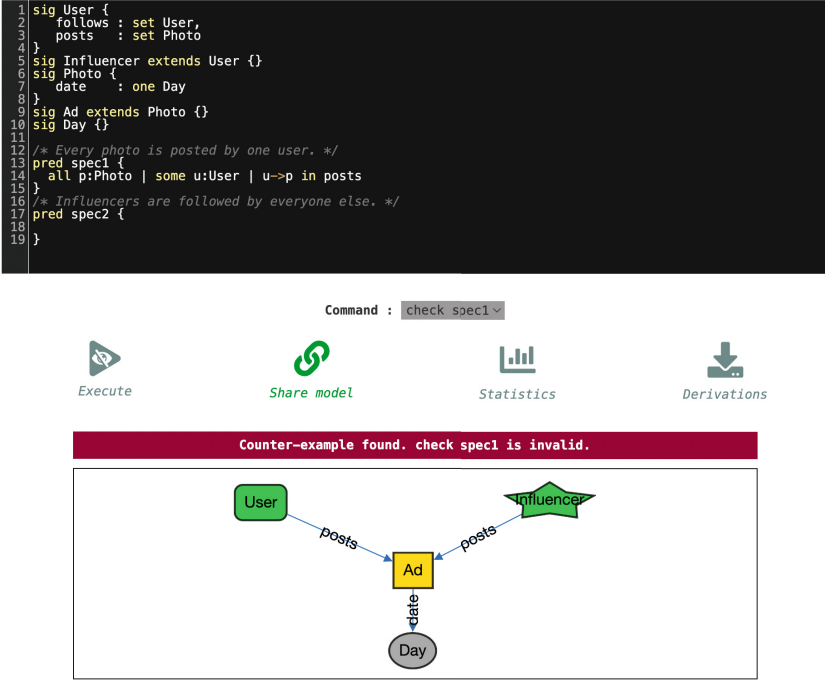 1 sig User {
2 follows : set User,
3 posts : set Photo
4 }
5 sig Influencer extends User {}
6 sig Photo {
7 date : one Day
8 }
9 sig Ad extends Photo {}
10 sig Day {}
11
12 /* Every photo is posted by one user. */
13 pred spec1 {
14 all p:Photo | some u:User | u->p in posts
15 }
16 /* Influencers are followed by everyone else. */
17 pred spec2 {
18
19 }
Command : check spec1
Execute Share model Statistics Derivations
Counter-example found. check spec1 is invalid.
User Influencer
posts posts
Ad
date
Day